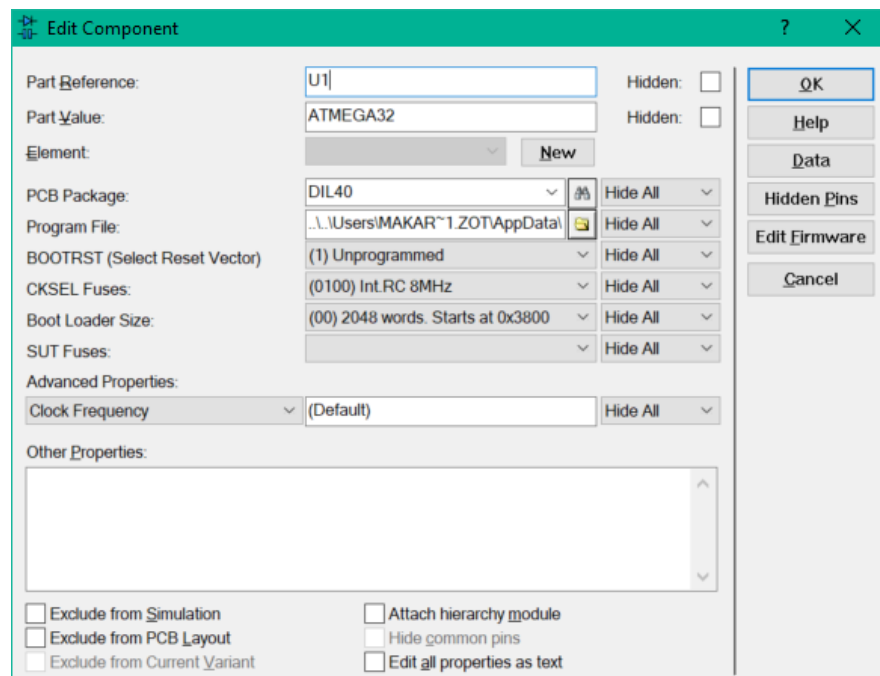 Edit Component ? ×
Part Reference: U1 Hidden:
Part Value: ATMEGA32 Hidden:
Element: New
PCB Package: DIL40 Hide All
Program File: ..\..\Users\MAKAR~1.ZOT\AppData\ Hide All
BOOTRST (Select Reset Vector) (1) Unprogrammed Hide All
CKSEL Fuses: (0100) Int.RC 8MHz Hide All
Boot Loader Size: (00) 2048 words. Starts at 0x3800 Hide All
SUT Fuses: Hide All
Advanced Properties:
Clock Frequency (Default) Hide All
Other Properties:
Exclude from Simulation Attach hierarchy module
Exclude from PCB Layout Hide common pins
Exclude from Current Variant Edit all properties as text
OK
Help
Data
Hidden Pins
Edit Firmware
Cancel